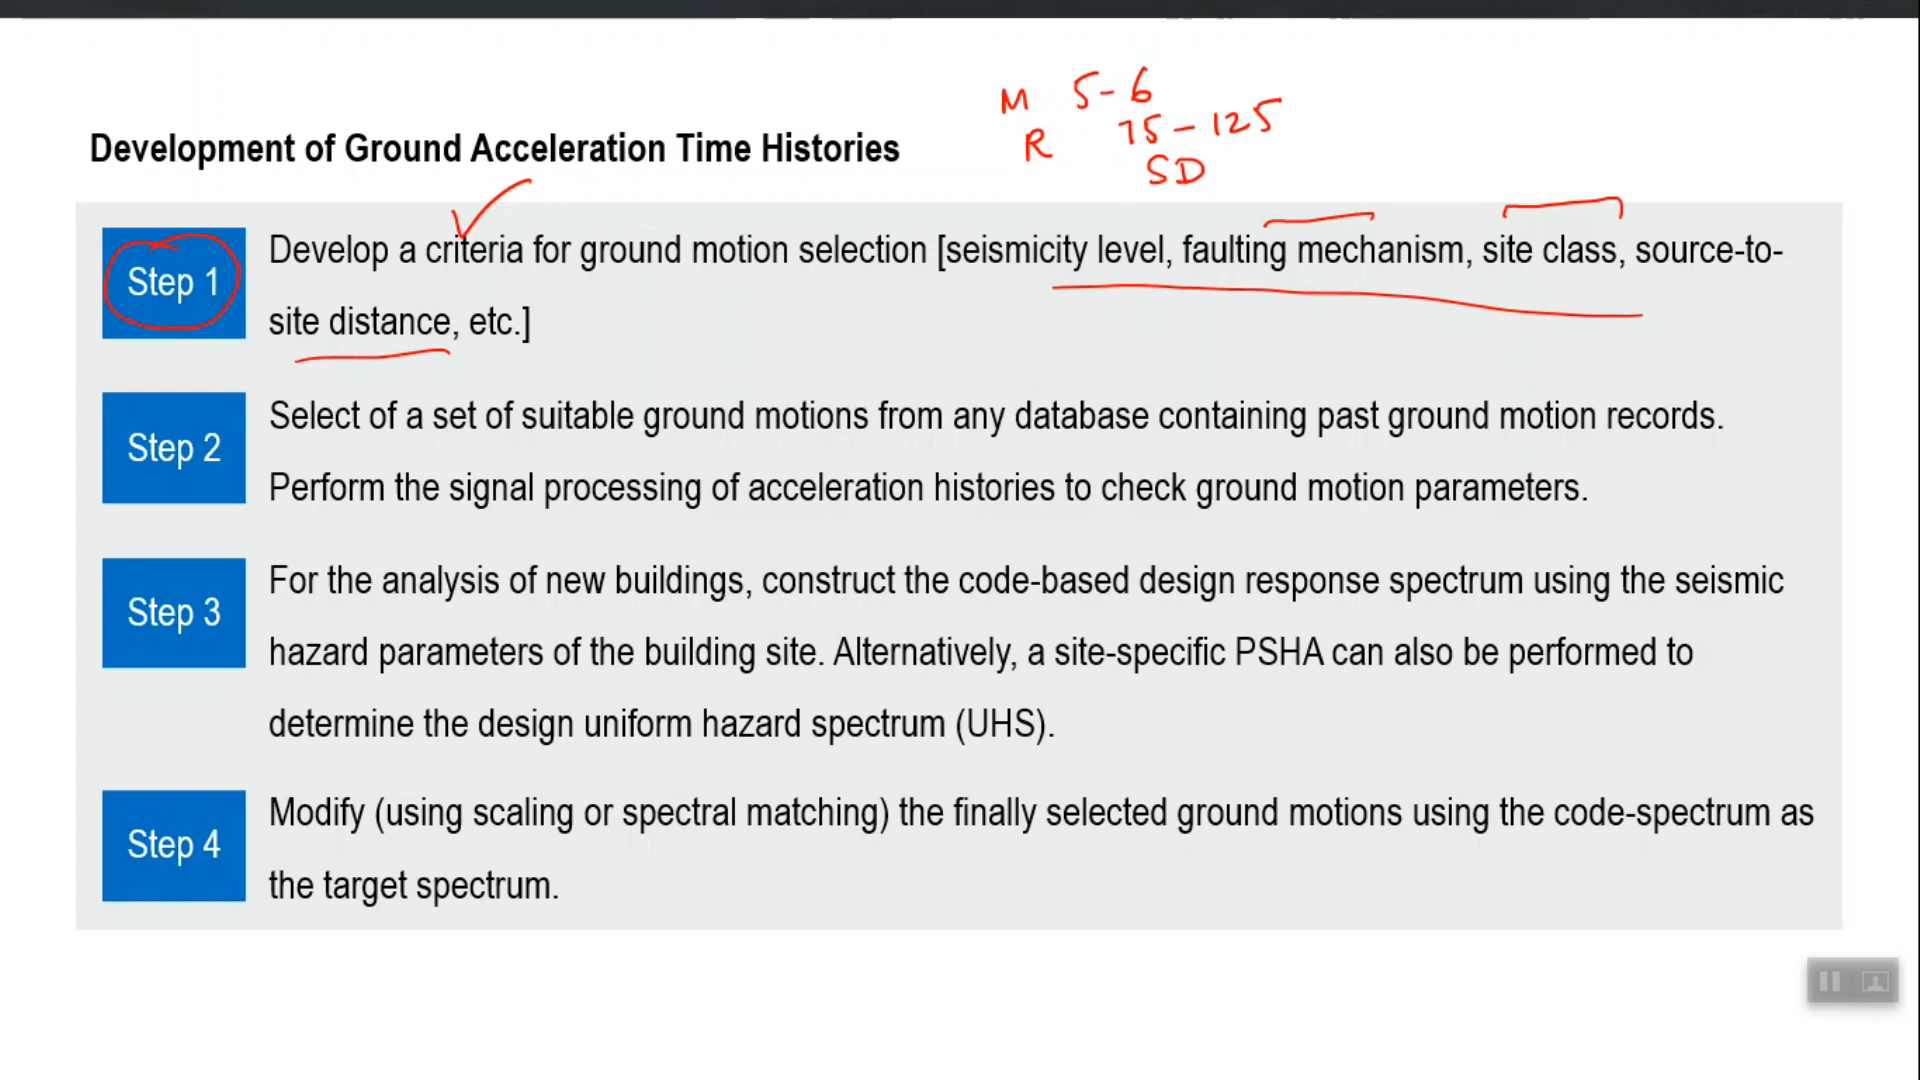 M 5-6
R 75-125
SD
Development of Ground Acceleration Time Histories
Step 1
Develop a criteria for ground motion selection [seismicity level, faulting mechanism, site class, source-to-
site distance, etc.]
Step 2
Select of a set of suitable ground motions from any database containing past ground motion records.
Perform the signal processing of acceleration histories to check ground motion parameters.
Step 3
For the analysis of new buildings, construct the code-based design response spectrum using the seismic
hazard parameters of the building site. Alternatively, a site-specific PSHA can also be performed to
determine the design uniform hazard spectrum (UHS).
Step 4
Modify (using scaling or spectral matching) the finally selected ground motions using the code-spectrum as
the target spectrum.